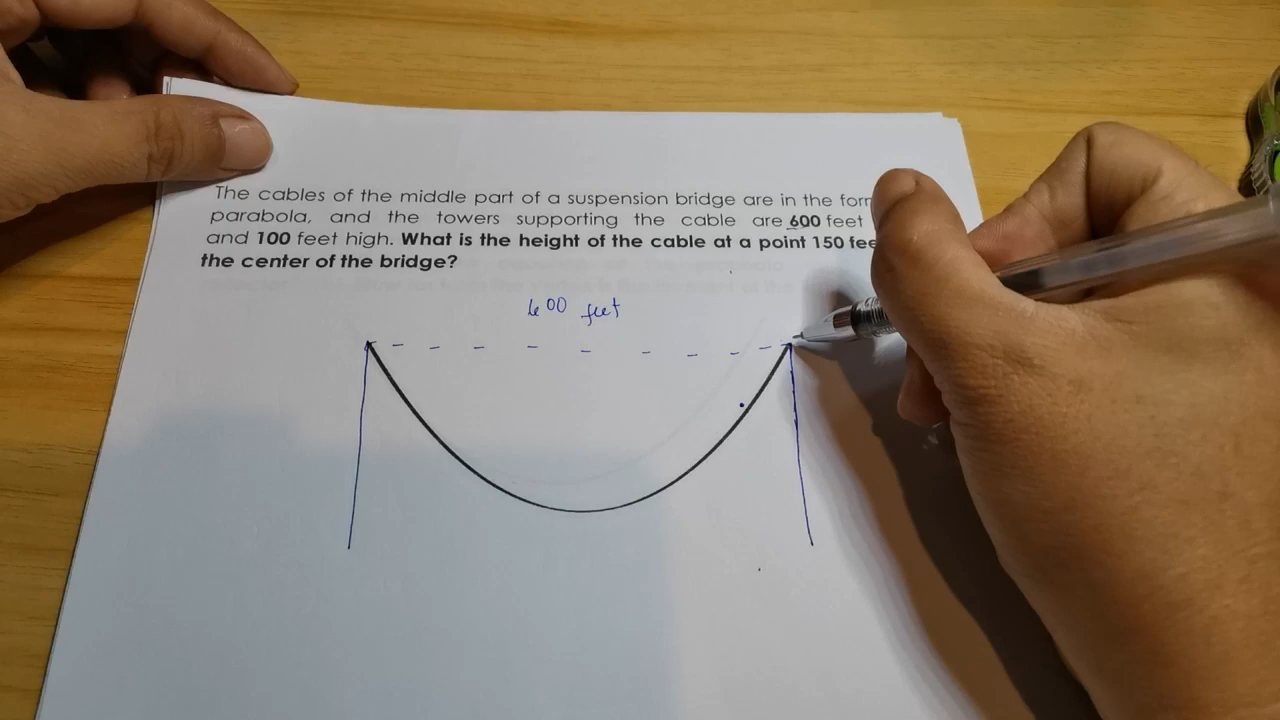 The cables of the middle part of a suspension bridge are in the form
parabola, and the towers supporting the cable are 600 feet
and 100 feet high. What is the height of the cable at a point 150 fee
the center of the bridge?
600 feet